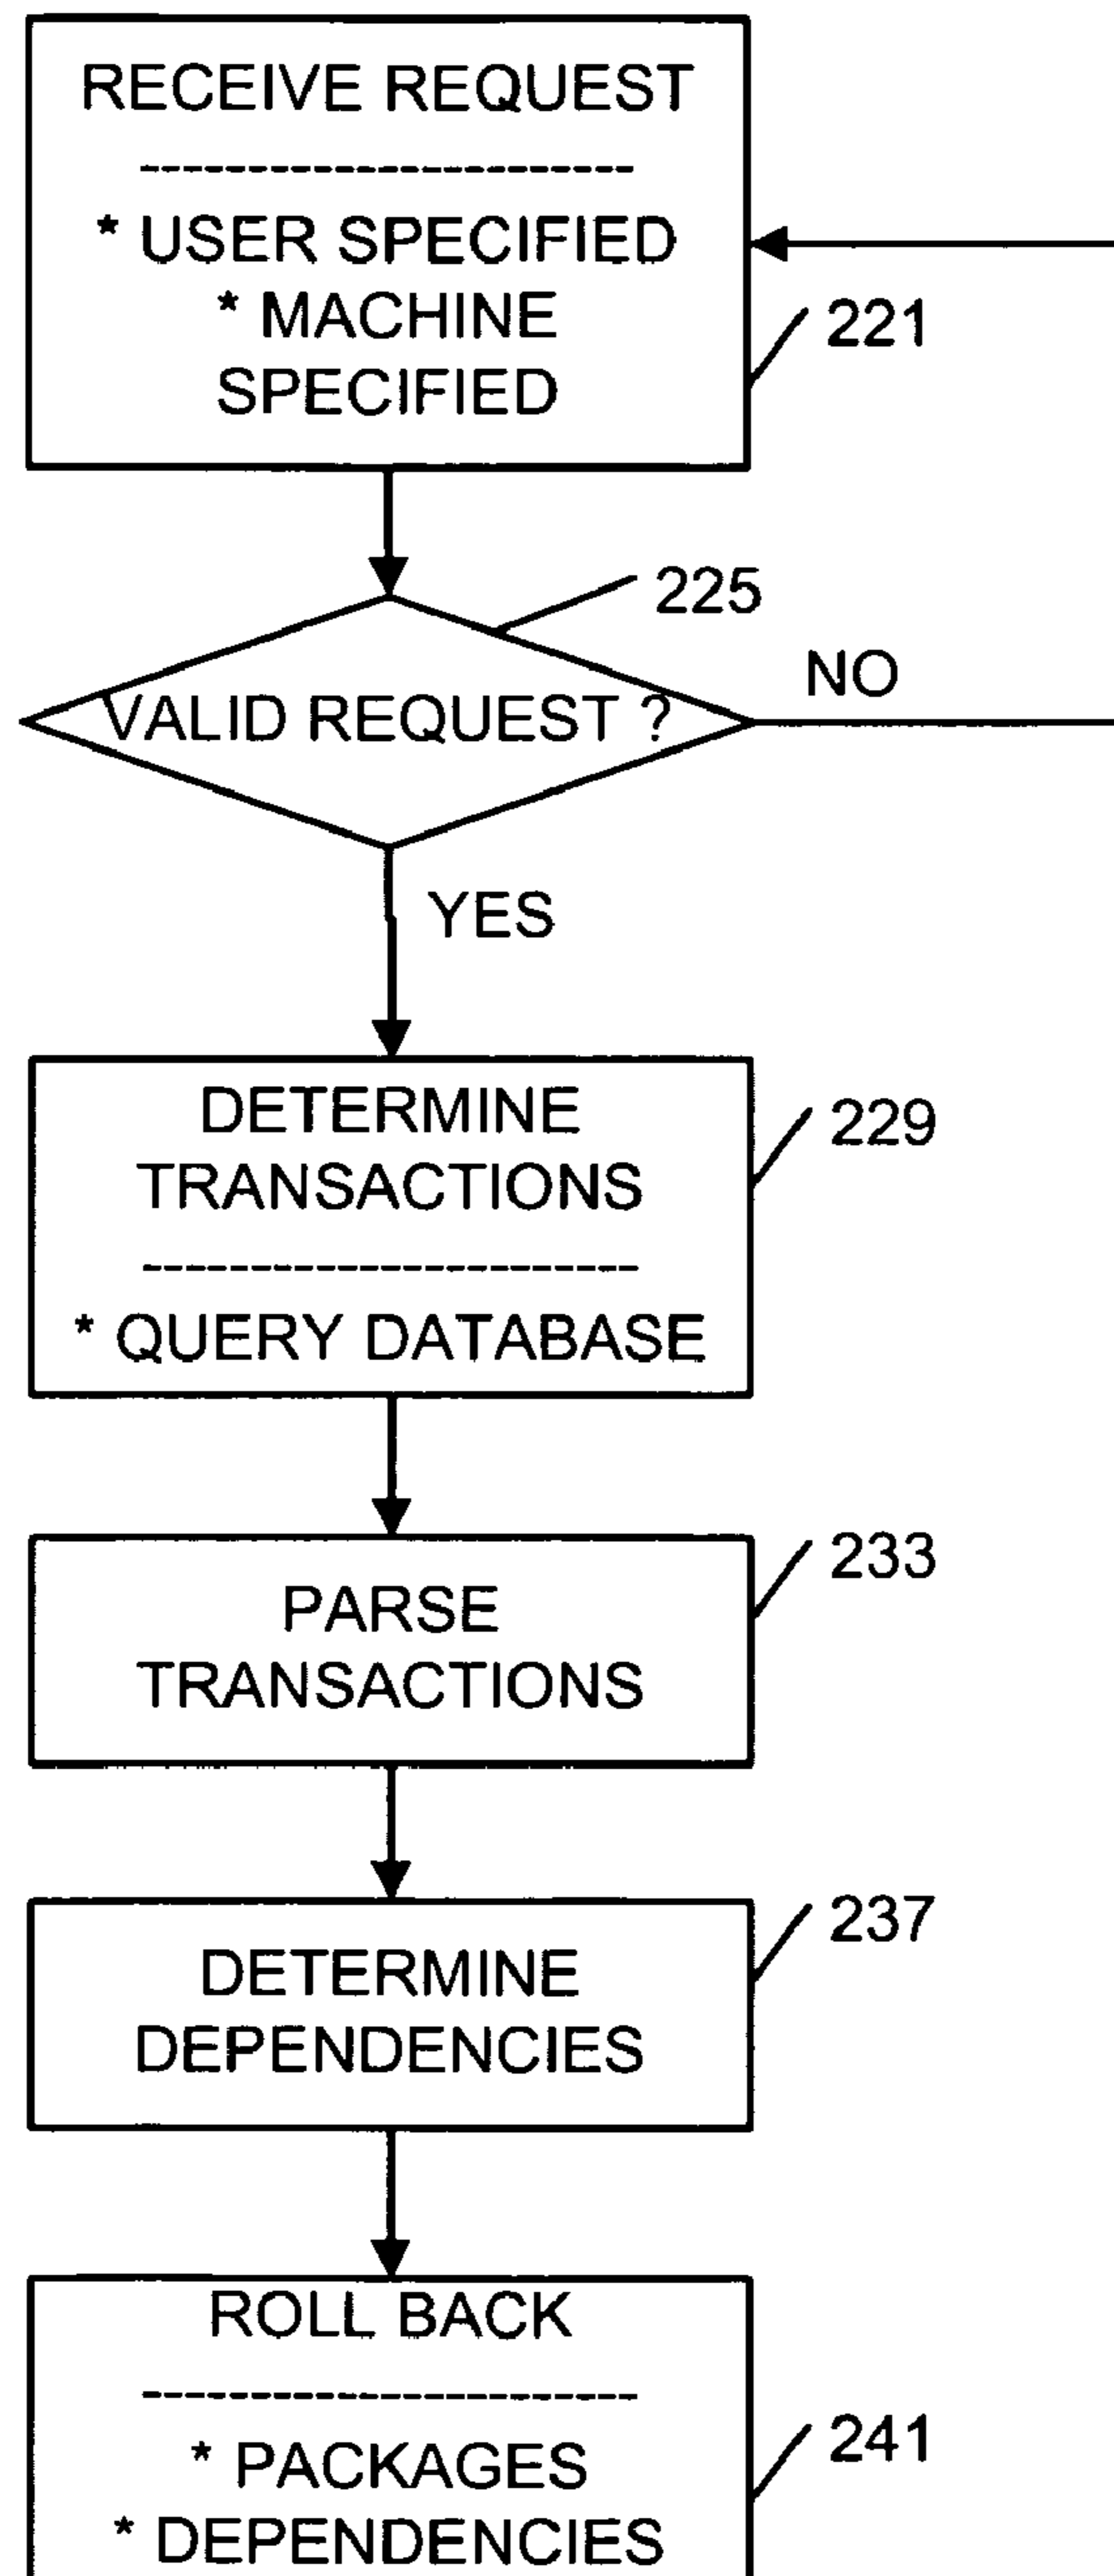 RECEIVE REQUEST
-----------------------------------
* USER SPECIFIED
* MACHINE
SPECIFIED
221
225
VALID REQUEST ?
NO
YES
DETERMINE
TRANSACTIONS
-----------------------------------
* QUERY DATABASE
229
PARSE
TRANSACTIONS
233
DETERMINE
DEPENDENCIES
237
ROLL BACK
-----------------------------------
* PACKAGES
* DEPENDENCIES
241